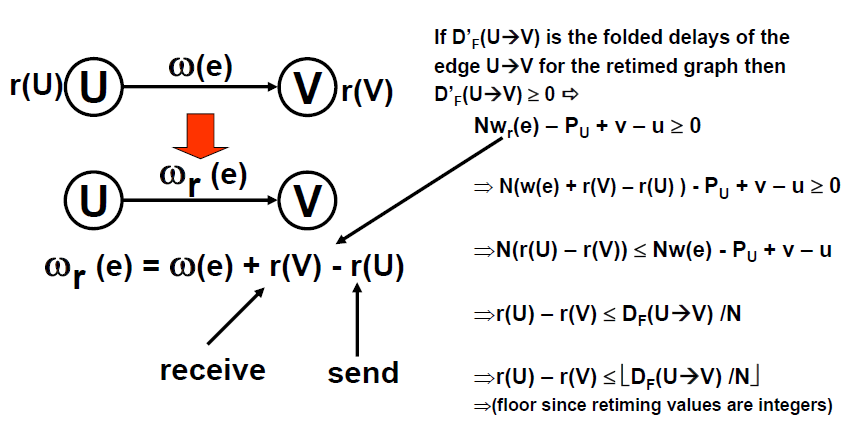 r(U) U ω(e) V r(V)
U ωr (e) V
ωr (e) = ω(e) + r(V) - r(U)
receive send
If D’F(U→V) is the folded delays of the
edge U→V for the retimed graph then
D’F(U→V) ≥ 0 ⇨
Nwr(e) – PU + v – u ≥ 0
⇒ N(w(e) + r(V) – r(U) ) - PU + v – u ≥ 0
⇒N(r(U) – r(V)) ≤ Nw(e) - PU + v – u
⇒r(U) – r(V) ≤ DF(U→V) /N
⇒r(U) – r(V) ≤ ⌊DF(U→V) /N⌋
⇒(floor since retiming values are integers)